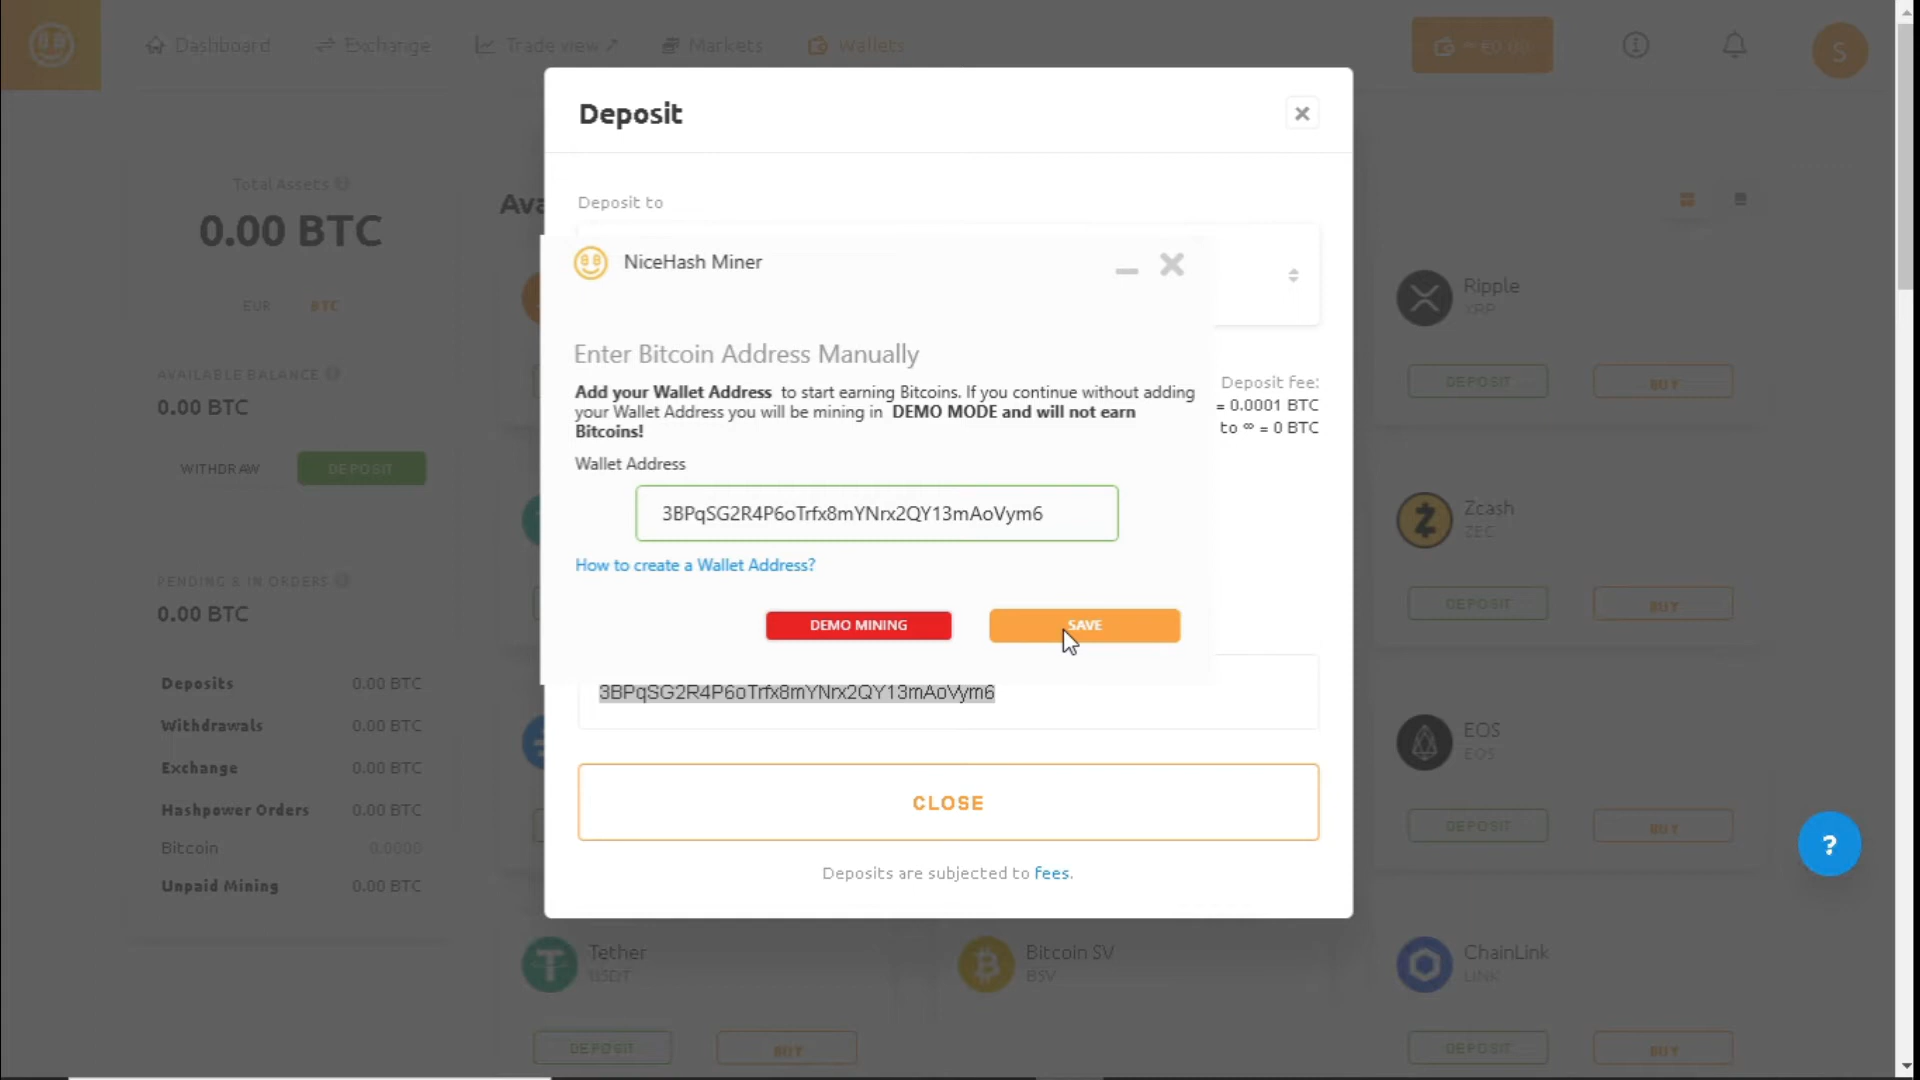 Dashboard
Exchange
Trade view
Markets
Wallets
≈ €0.00
S
Deposit
Deposit to
NiceHash Miner
Enter Bitcoin Address Manually
Add your Wallet Address to start earning Bitcoins. If you continue without adding
your Wallet Address you will be mining in DEMO MODE and will not earn
Bitcoins!
Wallet Address
3BPqSG2R4P6oTrfx8mYNrx2QY13mAoVym6
How to create a Wallet Address?
DEMO MINING
SAVE
Deposit fee:
= 0.0001 BTC
to ∞ = 0 BTC
3BPqSG2R4P6oTrfx8mYNrx2QY13mAoVym6
CLOSE
Deposits are subjected to fees.
Total Assets
0.00 BTC
EUR
BTC
AVAILABLE BALANCE
0.00 BTC
WITHDRAW
DEPOSIT
PENDING & IN ORDERS
0.00 BTC
Deposits 0.00 BTC
Withdrawals 0.00 BTC
Exchange 0.00 BTC
Hashpower Orders 0.00 BTC
Bitcoin 0.0000
Unpaid Mining 0.00 BTC
Ripple
XRP
DEPOSIT
BUY
Zcash
ZEC
DEPOSIT
BUY
EOS
EOS
DEPOSIT
BUY
?
Tether
USDT
DEPOSIT
BUY
Bitcoin SV
BSV
ChainLink
LINK
DEPOSIT
BUY